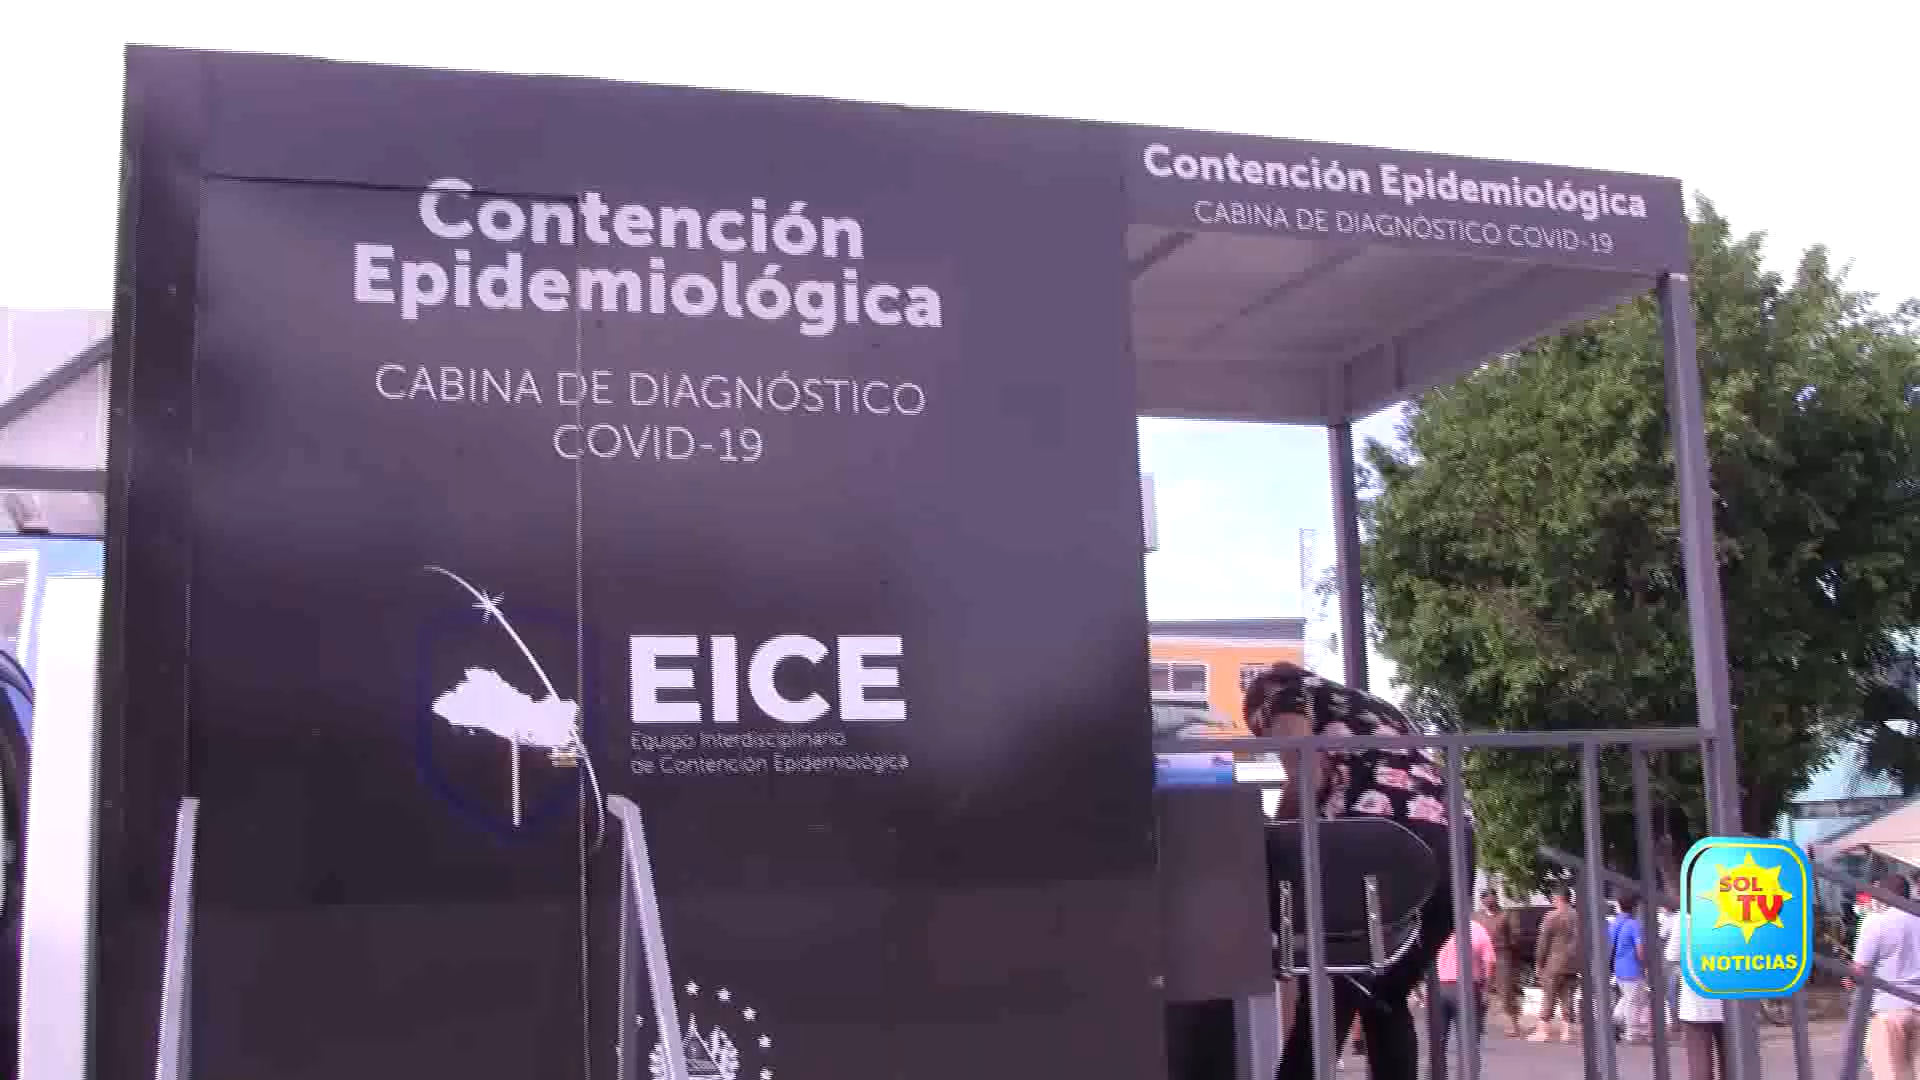 Contención
Epidemiológica
CABINA DE DIAGNÓSTICO
COVID-19
EICE
Equipo Interdisciplinario
de Contención Epidemiológica
Contención Epidemiológica
CABINA DE DIAGNÓSTICO COVID-19
SOL
TV
NOTICIAS